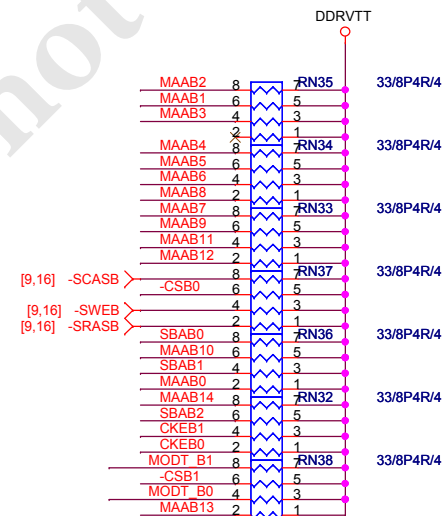 DDRVTT
MAAB2 8 7 RN35 33/8P4R/4
MAAB1 6 5
MAAB3 4 3
2 1
MAAB4 8 7 RN34 33/8P4R/4
MAAB5 6 5
MAAB6 4 3
MAAB8 2 1
MAAB7 8 7 RN33 33/8P4R/4
MAAB9 6 5
MAAB11 4 3
MAAB12 2 1
[9,16] -SCASB 8 7 RN37 33/8P4R/4
-CSB0 6 5
[9,16] -SWEB 4 3
[9,16] -SRASB 2 1
SBAB0 8 7 RN36 33/8P4R/4
MAAB10 6 5
SBAB1 4 3
MAAB0 2 1
MAAB14 8 7 RN32 33/8P4R/4
SBAB2 6 5
CKEB1 4 3
CKEB0 2 1
MODT_B1 8 7 RN38 33/8P4R/4
-CSB1 6 5
MODT_B0 4 3
MAAB13 2 1
not